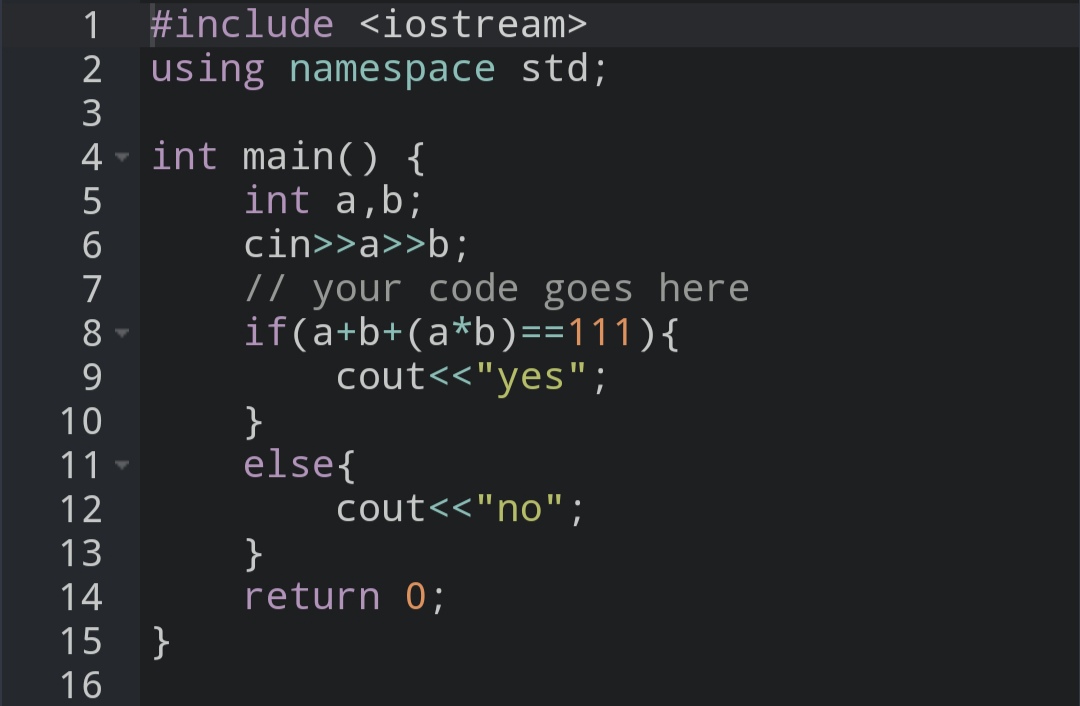 1 #include <iostream>
2 using namespace std;
3
4 int main() {
5     int a,b;
6     cin>>a>>b;
7     // your code goes here
8     if(a+b+(a*b)==111){
9         cout<<"yes";
10     }
11     else{
12         cout<<"no";
13     }
14     return 0;
15 }
16